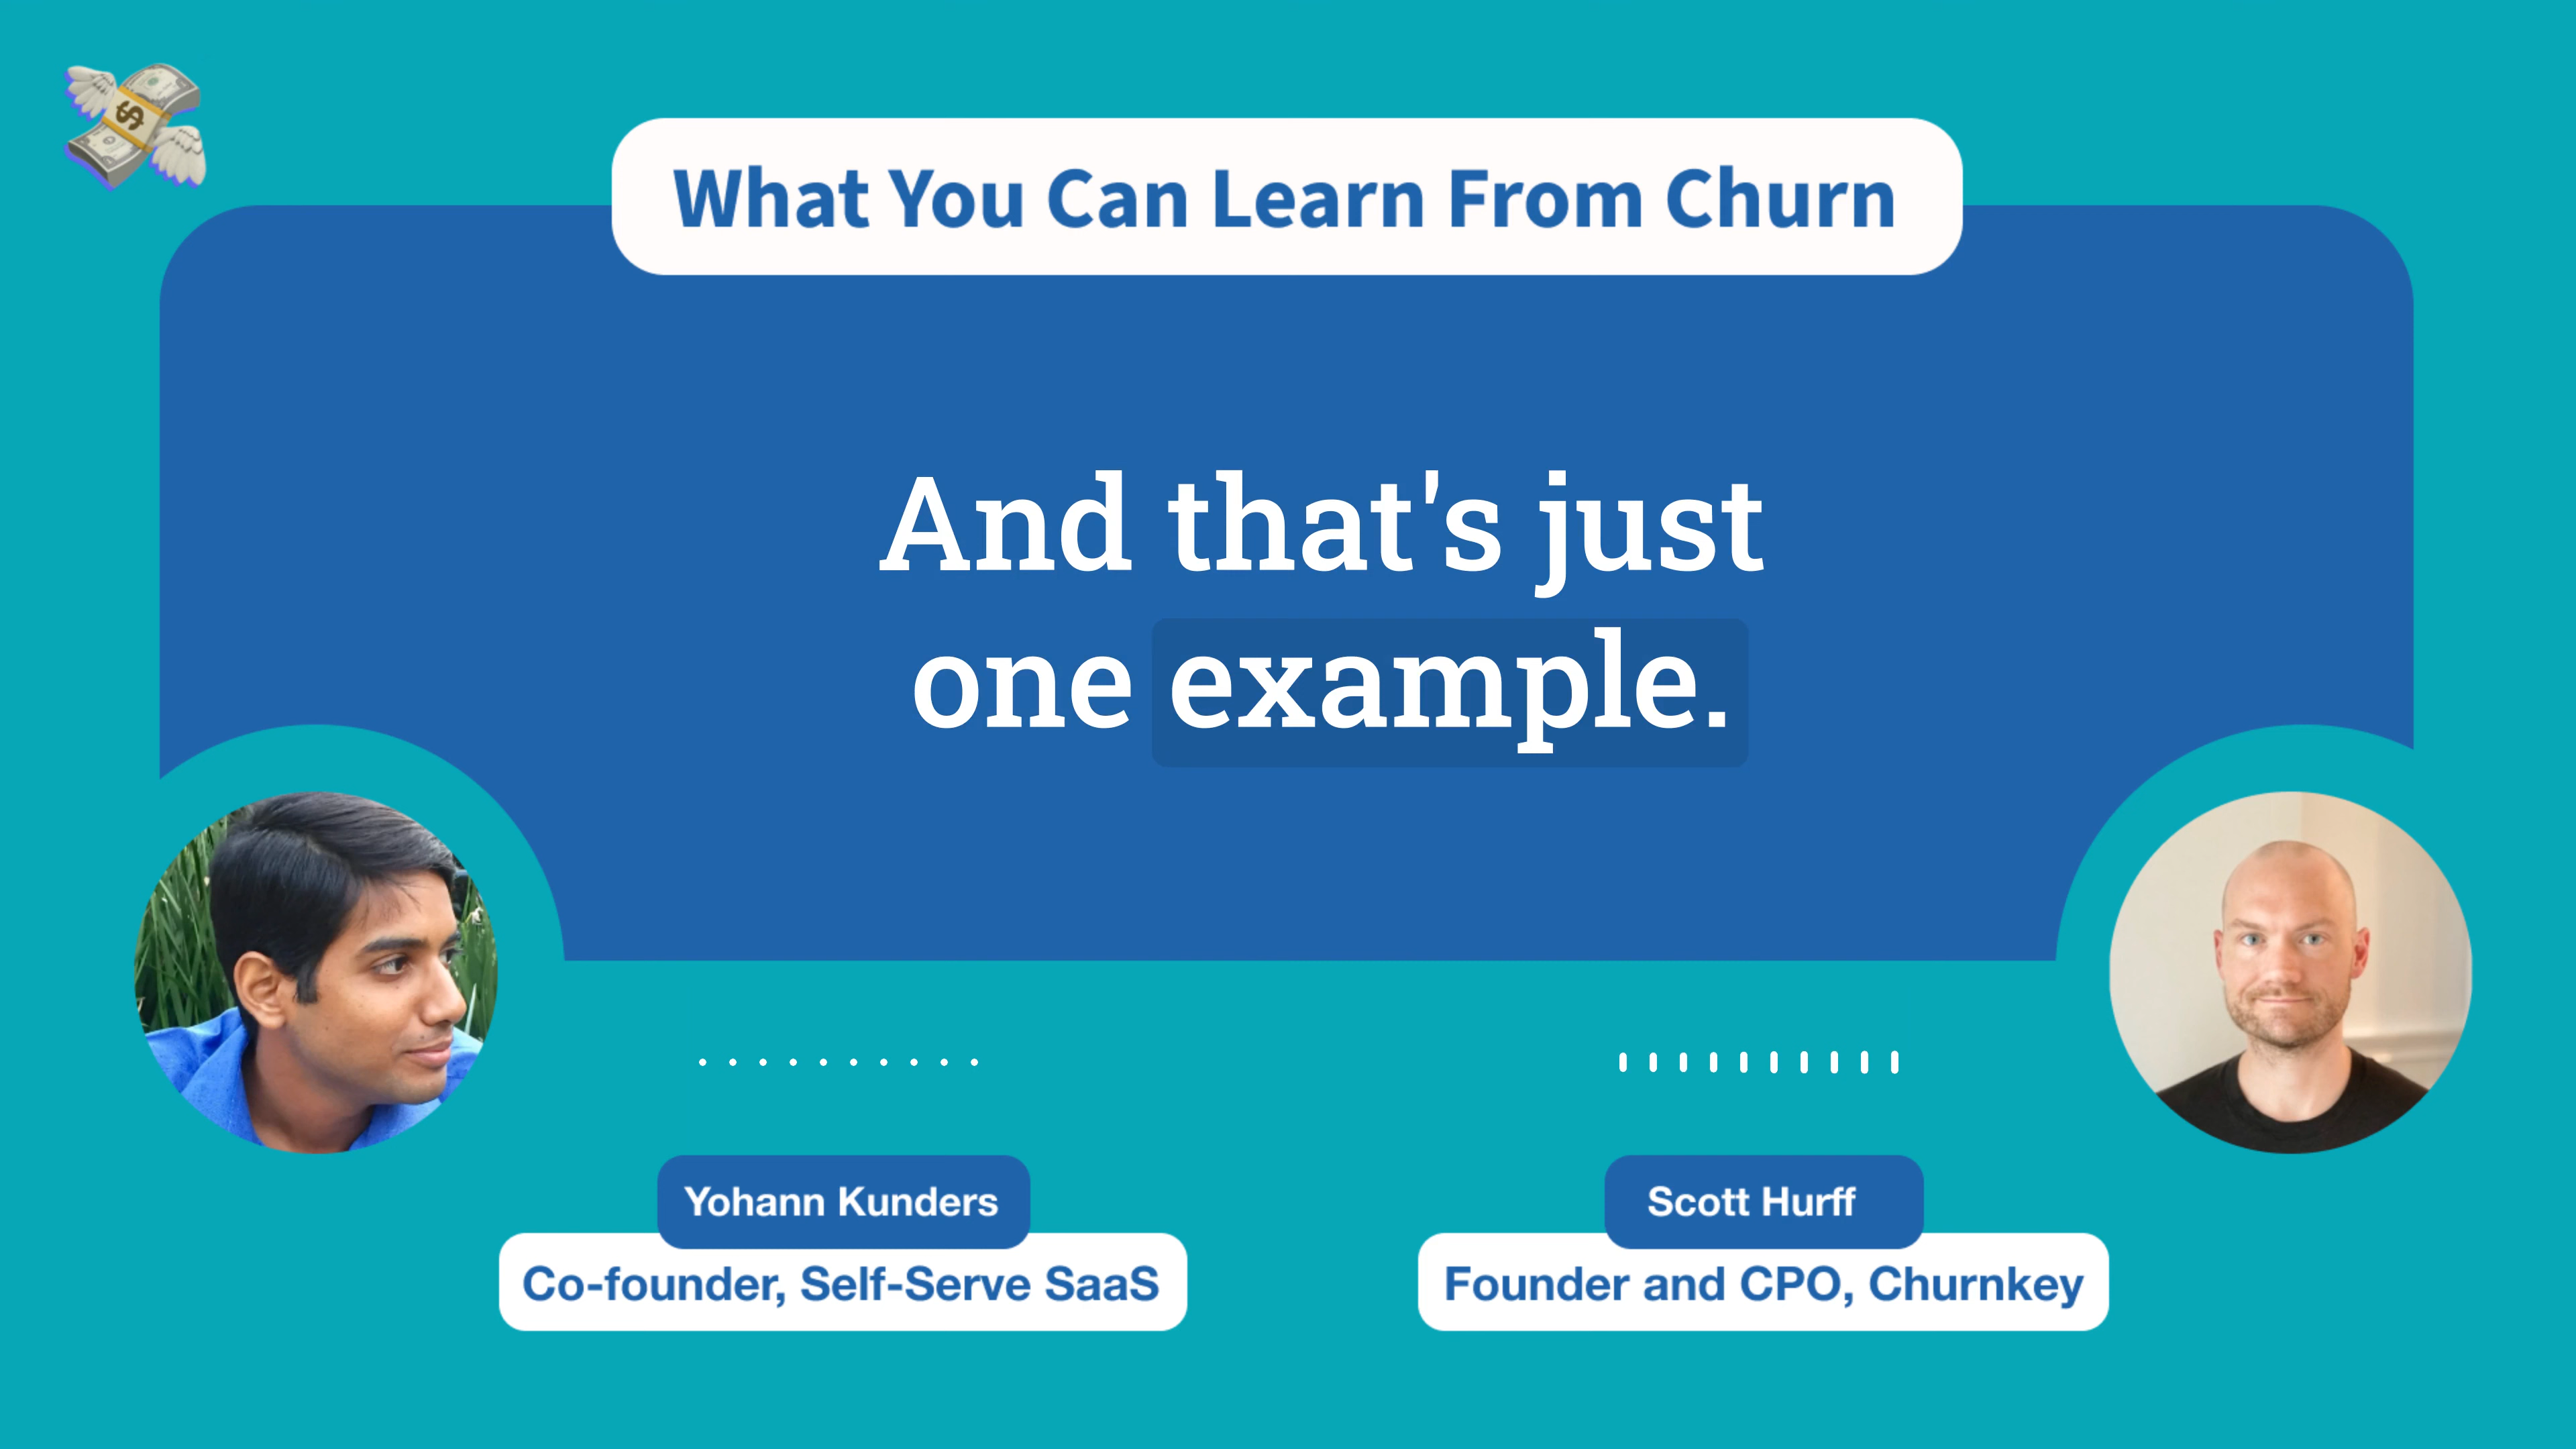 What You Can Learn From Churn
And that's just
one example.
Yohann Kunders
Co-founder, Self-Serve SaaS
Scott Hurff
Founder and CPO, Churnkey